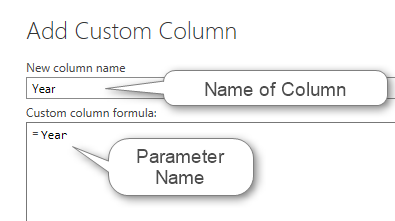 Add Custom Column
New column name
Year
Name of Column
Custom column formula:
= Year
Parameter
Name